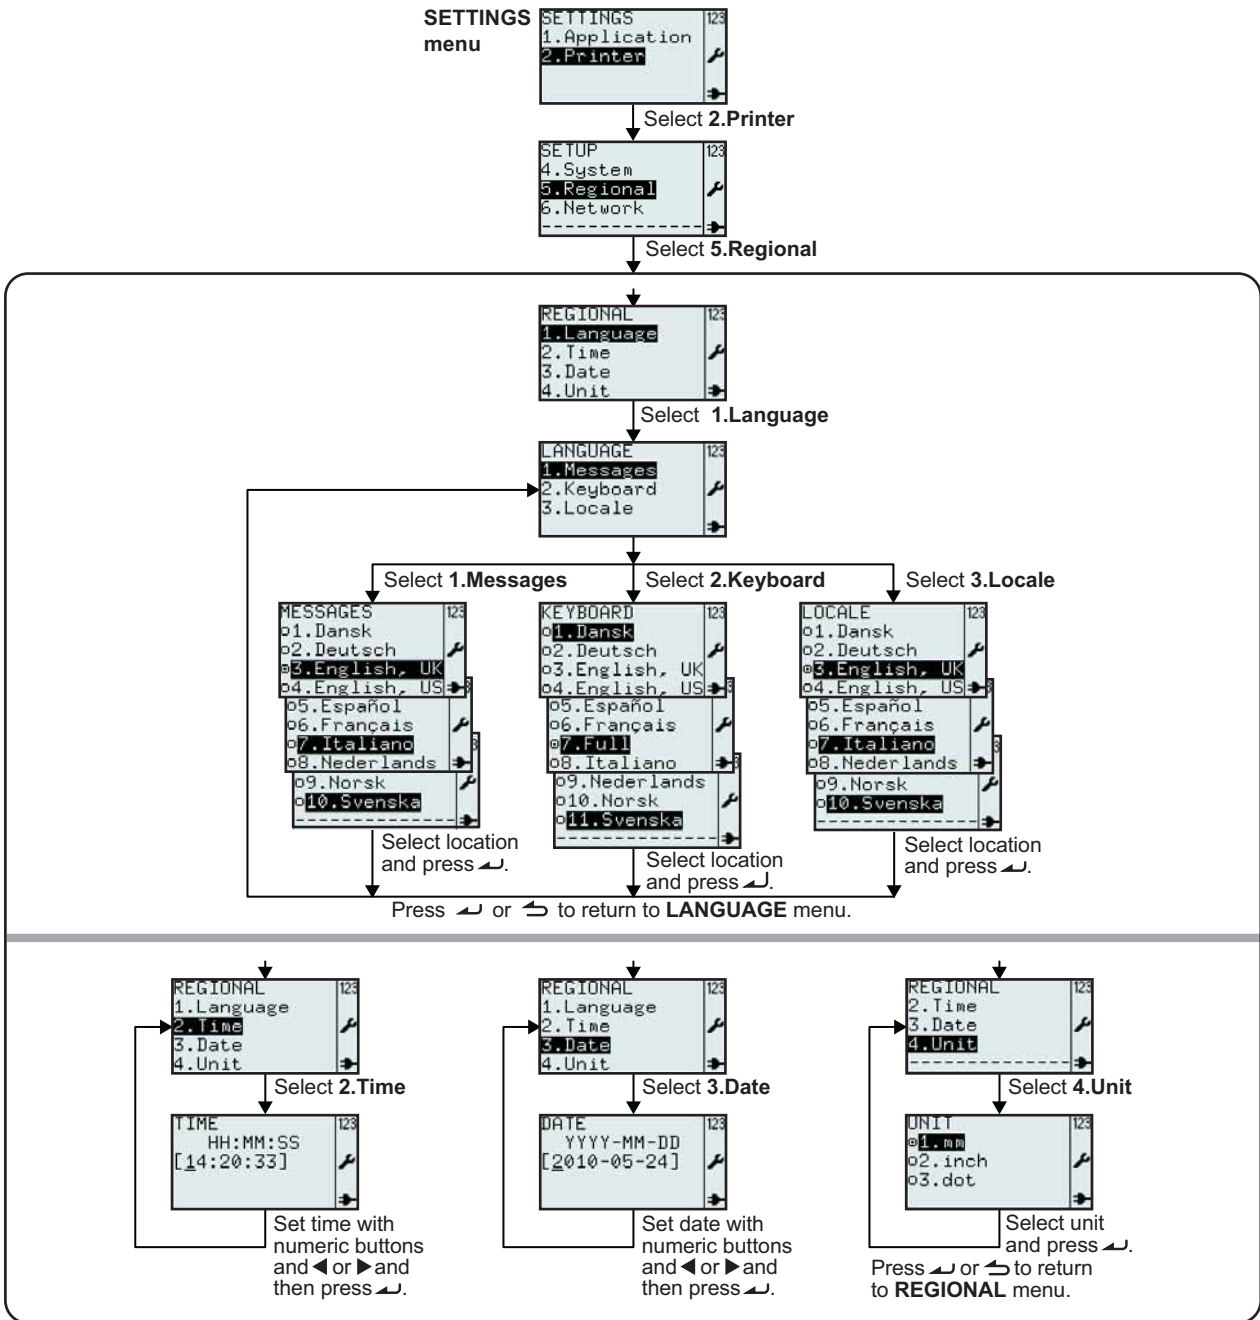 SETTINGS
menu
SETTINGS 123
1.Application
2.Printer
Select 2.Printer
SETUP 123
4.System
5.Regional
6.Network
Select 5.Regional
REGIONAL 123
1.Language
2.Time
3.Date
4.Unit
Select 1.Language
LANGUAGE 123
1.Messages
2.Keyboard
3.Locale
Select 1.Messages
MESSAGES 123
1.Dansk
2.Deutsch
3.English, UK
4.English, US
5.Español
6.Français
7.Italiano
8.Nederlands
9.Norsk
10.Svenska
Select location
and press .
Select 2.Keyboard
KEYBOARD 123
1.Dansk
2.Deutsch
3.English, UK
4.English, US
5.Español
6.Français
7.Full
8.Italiano
9.Nederlands
10.Norsk
11.Svenska
Select location
and press .
Select 3.Locale
LOCALE 123
1.Dansk
2.Deutsch
3.English, UK
4.English, US
5.Español
6.Français
7.Italiano
8.Nederlands
9.Norsk
10.Svenska
Select location
and press .
Press or to return to LANGUAGE menu.
REGIONAL 123
1.Language
2.Time
3.Date
4.Unit
Select 2.Time
TIME 123
HH:MM:SS
[14:20:33]
Set time with
numeric buttons
and ◀ or ▶ and
then press .
REGIONAL 123
1.Language
2.Time
3.Date
4.Unit
Select 3.Date
DATE 123
YYYY-MM-DD
[2010-05-24]
Set date with
numeric buttons
and ◀ or ▶ and
then press .
REGIONAL 123
2.Time
3.Date
4.Unit
Select 4.Unit
UNIT 123
1.mm
2.inch
3.dot
Select unit
and press .
Press or to return
to REGIONAL menu.